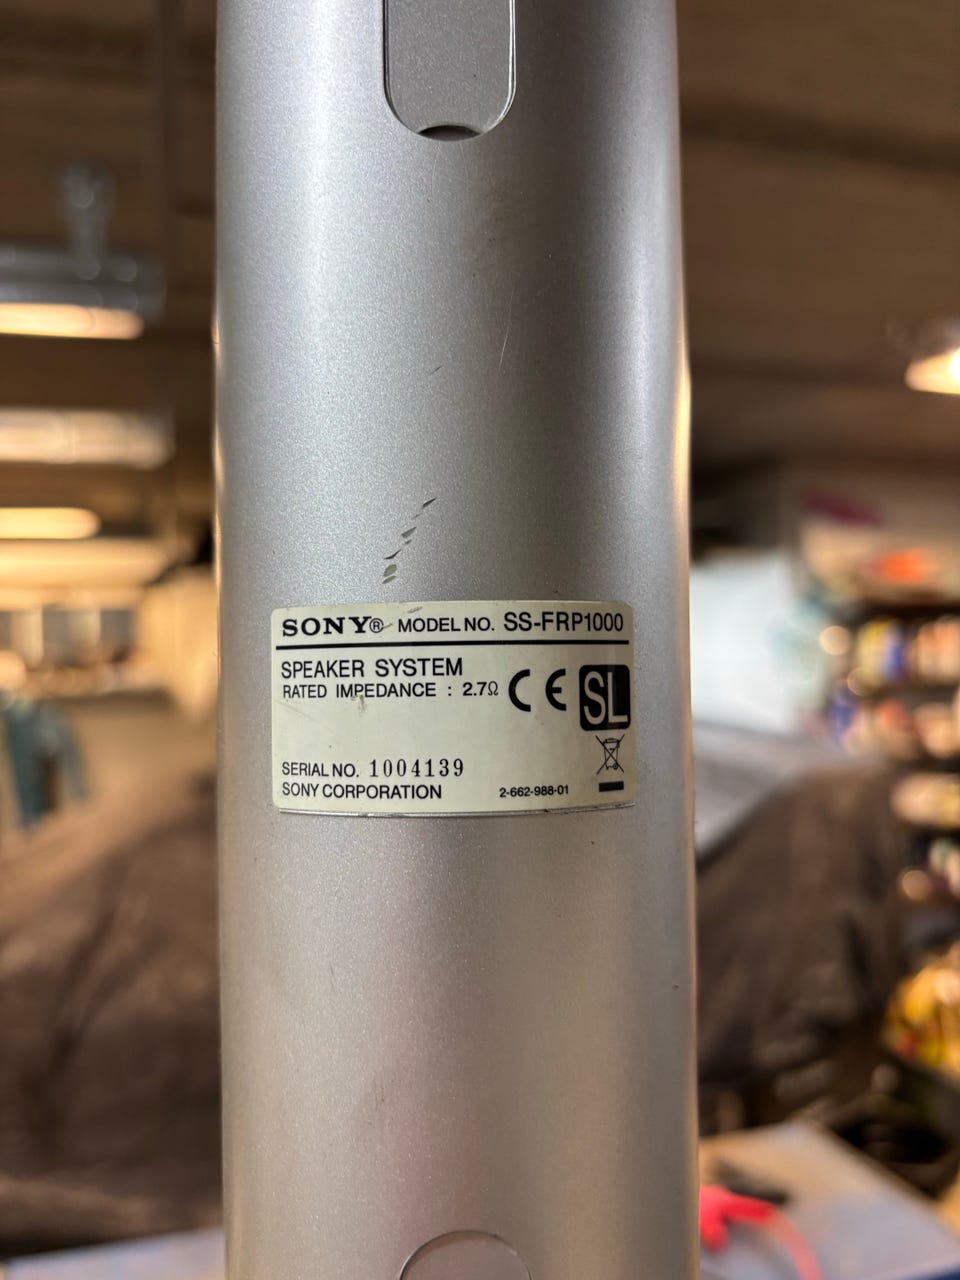 SONY® MODEL NO. SS-FRP1000
SPEAKER SYSTEM
RATED IMPEDANCE : 2.7Ω CE SL
SERIAL NO. 1004139
SONY CORPORATION 2-662-988-01